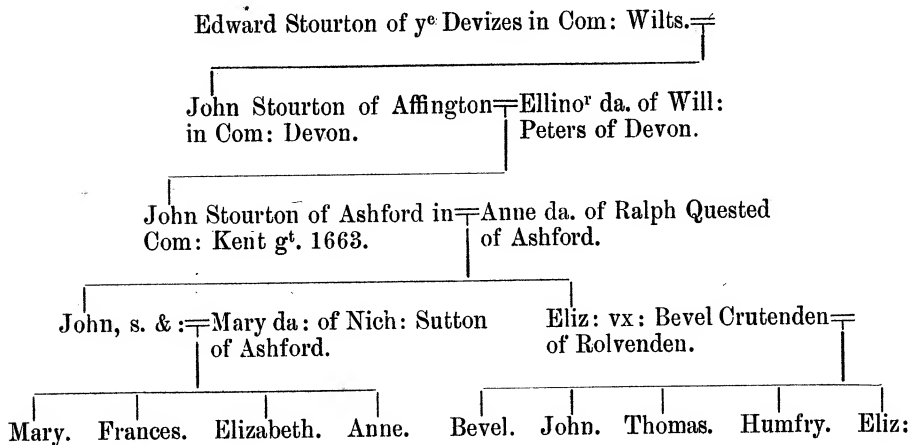 Edward Stourton of yᵉ Devizes in Com: Wilts.
John Stourton of Affington Ellinoʳ da. of Will:
in Com: Devon. Peters of Devon.
John Stourton of Ashford in Anne da. of Ralph Quested
Com: Kent gᵗ. 1663. of Ashford.
John, s. & : Mary da: of Nich: Sutton Eliz: vx: Bevel Crutenden
of Ashford. of Rolvenden.
Mary. Frances. Elizabeth. Anne. Bevel. John. Thomas. Humfry. Eliz: